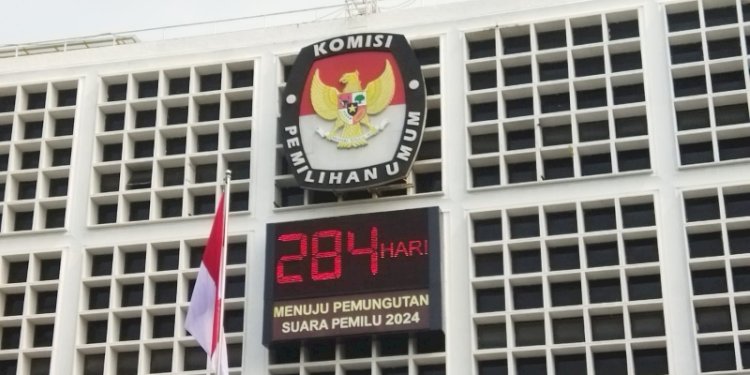 KOMISI
PEMILIHAN UMUM
284 HARI
MENUJU PEMUNGUTAN
SUARA PEMILU 2024